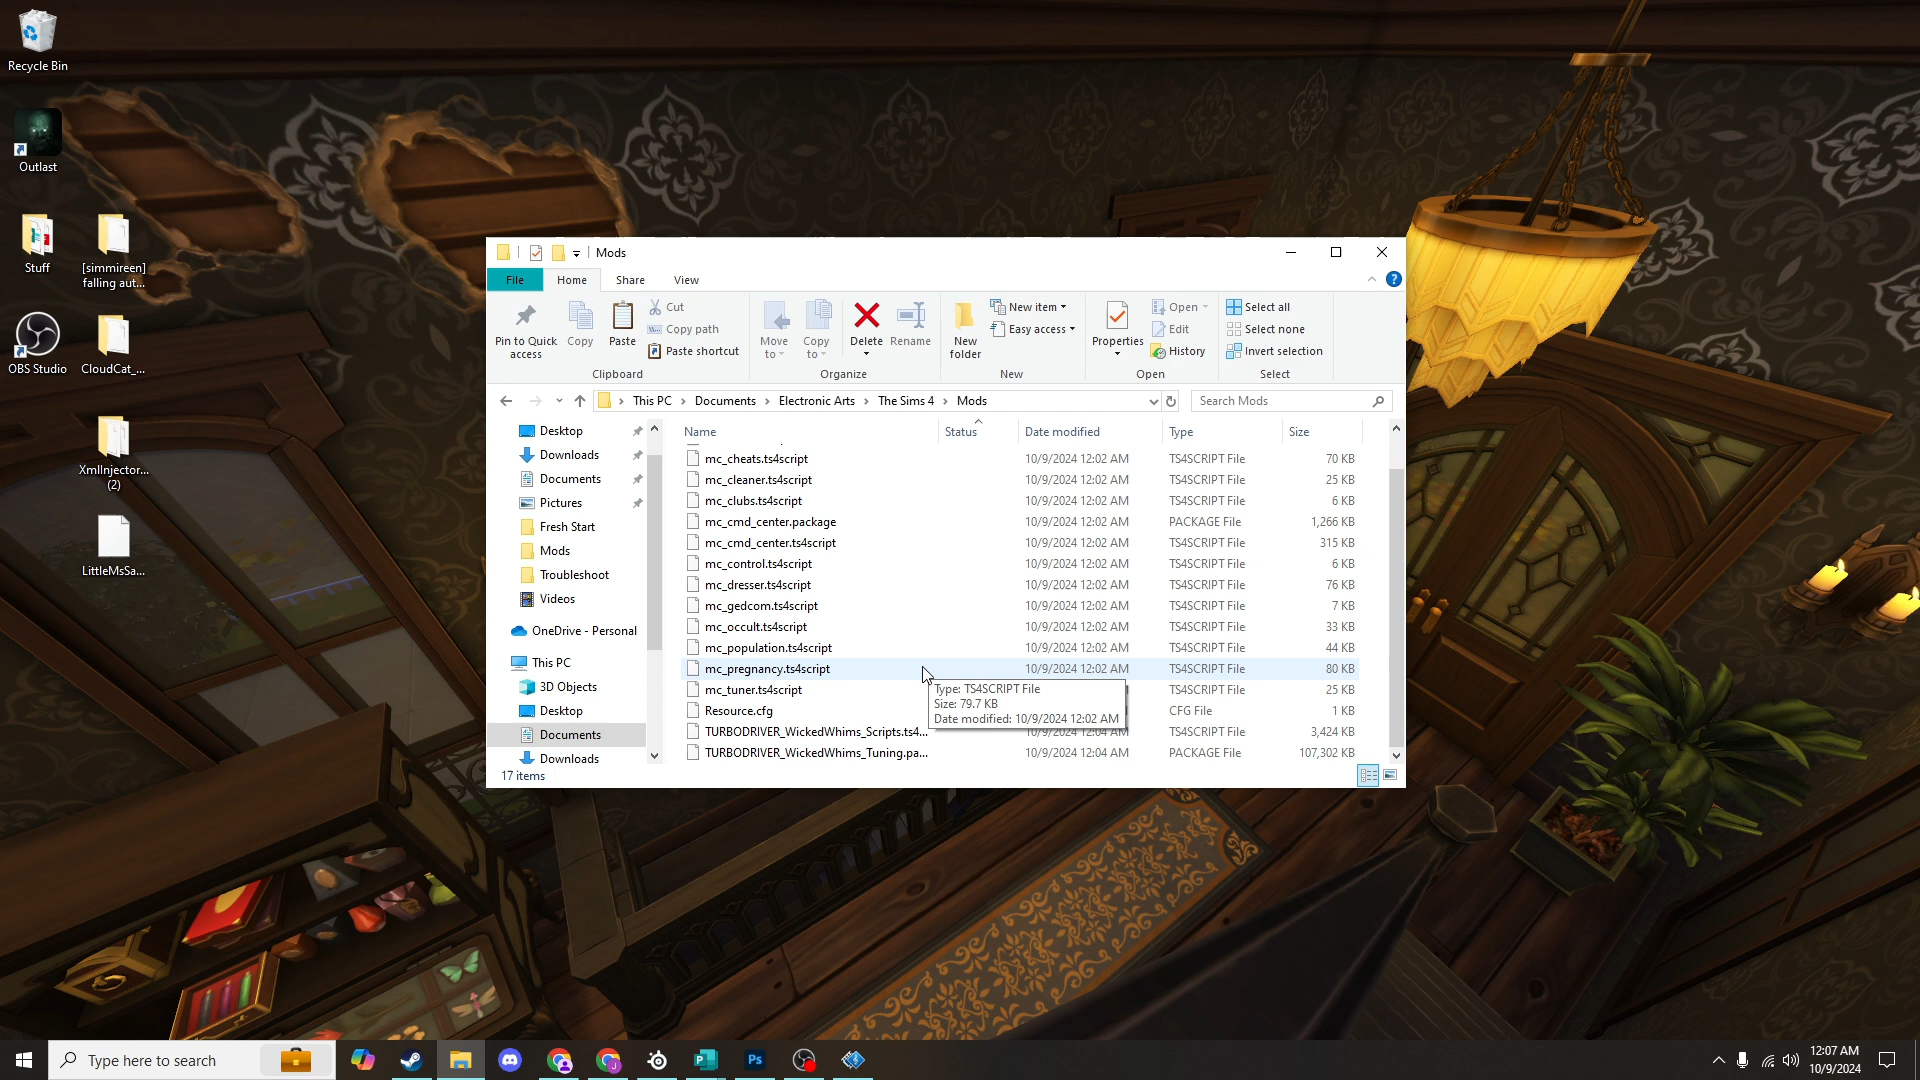 Recycle Bin
Outlast
Stuff
[simmireen]
falling aut...
OBS Studio
CloudCat_...
XmlInjector...
(2)
LittleMsSa...
Mods
File
Home
Share
View
Pin to Quick
access
Copy
Paste
Cut
Copy path
Paste shortcut
Clipboard
Move
to
Copy
to
Delete
Rename
Organize
New
folder
New item
Easy access
New
Properties
Open
Edit
History
Open
Select all
Select none
Invert selection
Select
This PC
Documents
Electronic Arts
The Sims 4
Mods
Search Mods
Desktop
Downloads
Documents
Pictures
Fresh Start
Mods
Troubleshoot
Videos
OneDrive - Personal
This PC
3D Objects
Desktop
Documents
Downloads
Name Status Date modified Type Size
mc_cheats.ts4script 10/9/2024 12:02 AM TS4SCRIPT File 70 KB
mc_cleaner.ts4script 10/9/2024 12:02 AM TS4SCRIPT File 25 KB
mc_clubs.ts4script 10/9/2024 12:02 AM TS4SCRIPT File 6 KB
mc_cmd_center.package 10/9/2024 12:02 AM PACKAGE File 1,266 KB
mc_cmd_center.ts4script 10/9/2024 12:02 AM TS4SCRIPT File 315 KB
mc_control.ts4script 10/9/2024 12:02 AM TS4SCRIPT File 6 KB
mc_dresser.ts4script 10/9/2024 12:02 AM TS4SCRIPT File 76 KB
mc_gedcom.ts4script 10/9/2024 12:02 AM TS4SCRIPT File 7 KB
mc_occult.ts4script 10/9/2024 12:02 AM TS4SCRIPT File 33 KB
mc_population.ts4script 10/9/2024 12:02 AM TS4SCRIPT File 44 KB
mc_pregnancy.ts4script 10/9/2024 12:02 AM TS4SCRIPT File 80 KB
mc_tuner.ts4script TS4SCRIPT File 25 KB
Resource.cfg CFG File 1 KB
TURBODRIVER_WickedWhims_Scripts.ts4... 10/9/2024 12:04 AM TS4SCRIPT File 3,424 KB
TURBODRIVER_WickedWhims_Tuning.pa... 10/9/2024 12:04 AM PACKAGE File 107,302 KB
Type: TS4SCRIPT File
Size: 79.7 KB
Date modified: 10/9/2024 12:02 AM
17 items
Type here to search
Ps
12:07 AM
10/9/2024